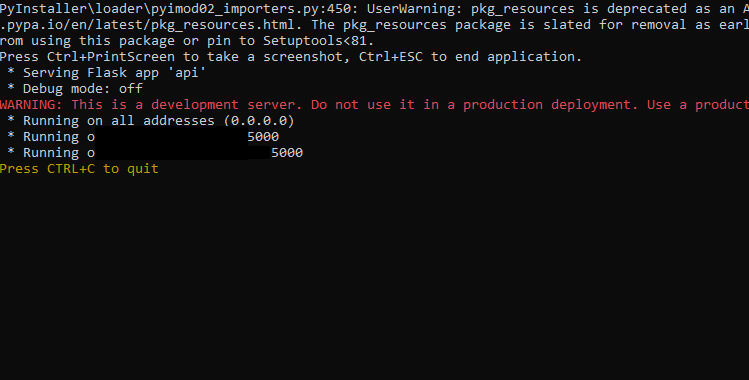 PyInstaller\loader\pyimod02_importers.py:450: UserWarning: pkg_resources is deprecated as an A
.pypa.io/en/latest/pkg_resources.html. The pkg_resources package is slated for removal as earl
rom using this package or pin to Setuptools<81.
Press Ctrl+PrintScreen to take a screenshot, Ctrl+ESC to end application.
 * Serving Flask app 'api'
 * Debug mode: off
WARNING: This is a development server. Do not use it in a production deployment. Use a product
 * Running on all addresses (0.0.0.0)
 * Running o 5000
 * Running o 5000
Press CTRL+C to quit